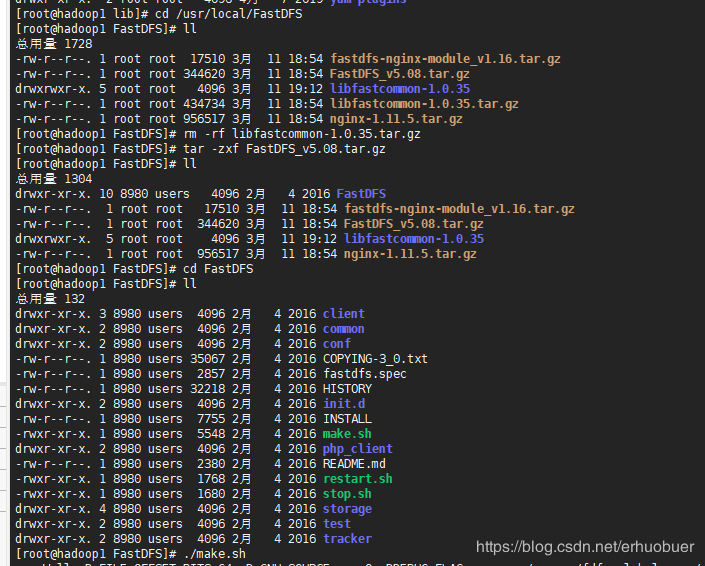 [root@hadoop1 lib]# cd /usr/local/FastDFS
[root@hadoop1 FastDFS]# ll
总用量 1728
-rw-r--r--. 1 root root  17510 3月  11 18:54 fastdfs-nginx-module_v1.16.tar.gz
-rw-r--r--. 1 root root 344620 3月  11 18:54 FastDFS_v5.08.tar.gz
drwxrwxr-x. 5 root root   4096 3月  11 19:12 libfastcommon-1.0.35
-rw-r--r--. 1 root root 434734 3月  11 18:54 libfastcommon-1.0.35.tar.gz
-rw-r--r--. 1 root root 956517 3月  11 18:54 nginx-1.11.5.tar.gz
[root@hadoop1 FastDFS]# rm -rf libfastcommon-1.0.35.tar.gz
[root@hadoop1 FastDFS]# tar -zxf FastDFS_v5.08.tar.gz
[root@hadoop1 FastDFS]# ll
总用量 1304
drwxr-xr-x. 10 8980 users   4096 2月   4 2016 FastDFS
-rw-r--r--.  1 root root   17510 3月  11 18:54 fastdfs-nginx-module_v1.16.tar.gz
-rw-r--r--.  1 root root  344620 3月  11 18:54 FastDFS_v5.08.tar.gz
drwxrwxr-x.  5 root root    4096 3月  11 19:12 libfastcommon-1.0.35
-rw-r--r--.  1 root root  956517 3月  11 18:54 nginx-1.11.5.tar.gz
[root@hadoop1 FastDFS]# cd FastDFS
[root@hadoop1 FastDFS]# ll
总用量 132
drwxr-xr-x. 3 8980 users  4096 2月   4 2016 client
drwxr-xr-x. 2 8980 users  4096 2月   4 2016 common
drwxr-xr-x. 2 8980 users  4096 2月   4 2016 conf
-rw-r--r--. 1 8980 users 35067 2月   4 2016 COPYING-3_0.txt
-rw-r--r--. 1 8980 users  2857 2月   4 2016 fastdfs.spec
-rw-r--r--. 1 8980 users 32218 2月   4 2016 HISTORY
drwxr-xr-x. 2 8980 users  4096 2月   4 2016 init.d
-rw-r--r--. 1 8980 users  7755 2月   4 2016 INSTALL
-rwxr-xr-x. 1 8980 users  5548 2月   4 2016 make.sh
drwxr-xr-x. 2 8980 users  4096 2月   4 2016 php_client
-rw-r--r--. 1 8980 users  2380 2月   4 2016 README.md
-rwxr-xr-x. 1 8980 users  1768 2月   4 2016 restart.sh
-rwxr-xr-x. 1 8980 users  1680 2月   4 2016 stop.sh
drwxr-xr-x. 4 8980 users  4096 2月   4 2016 storage
drwxr-xr-x. 2 8980 users  4096 2月   4 2016 test
drwxr-xr-x. 2 8980 users  4096 2月   4 2016 tracker
[root@hadoop1 FastDFS]# ./make.sh
https://blog.csdn.net/erhuobuer